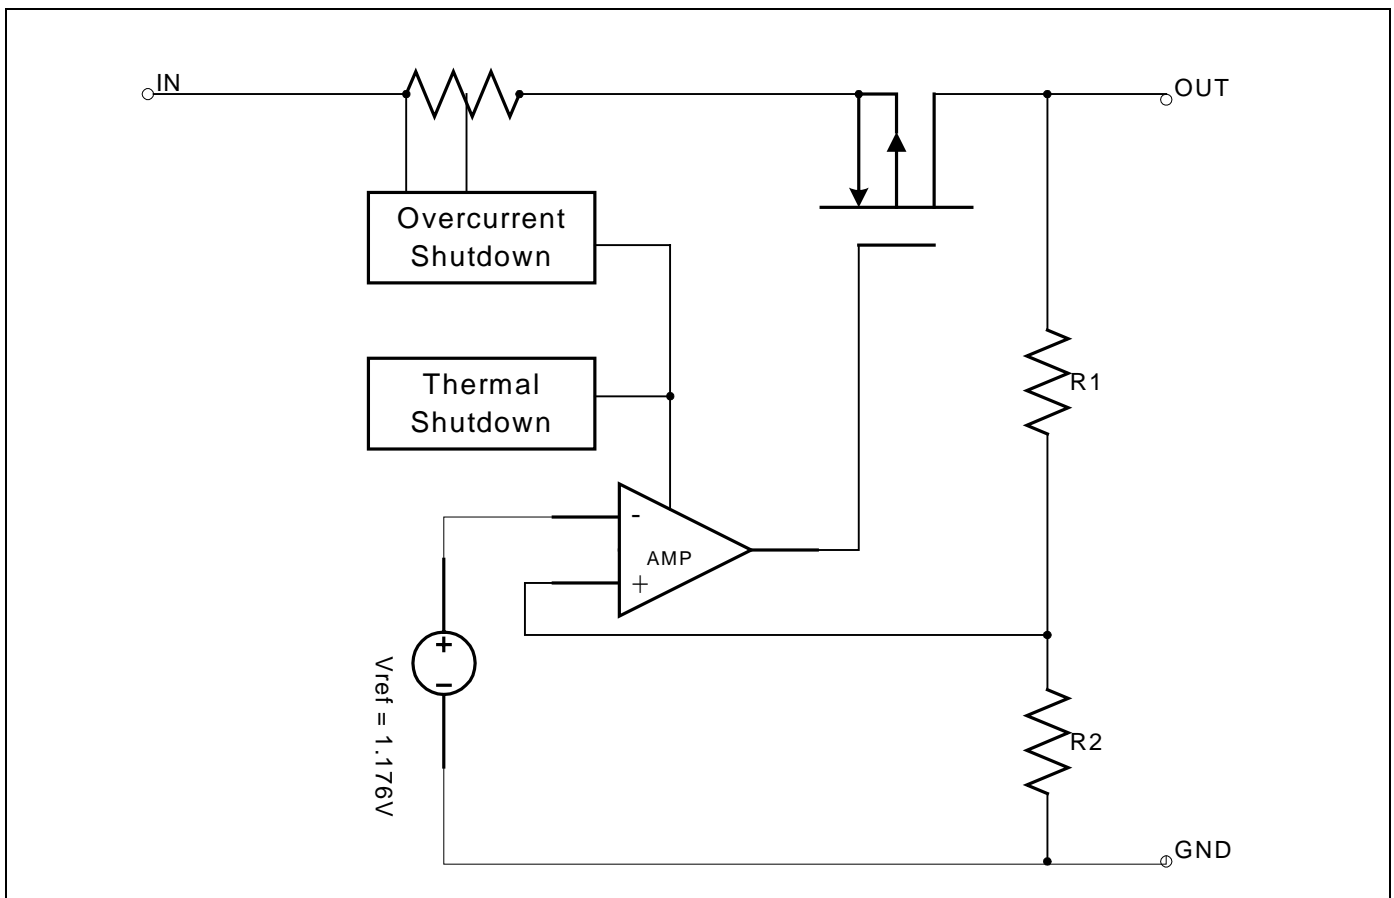 IN
OUT
Overcurrent
Shutdown
Thermal
Shutdown
R1
-
AMP
+
+
−
Vref = 1.176V
R2
GND